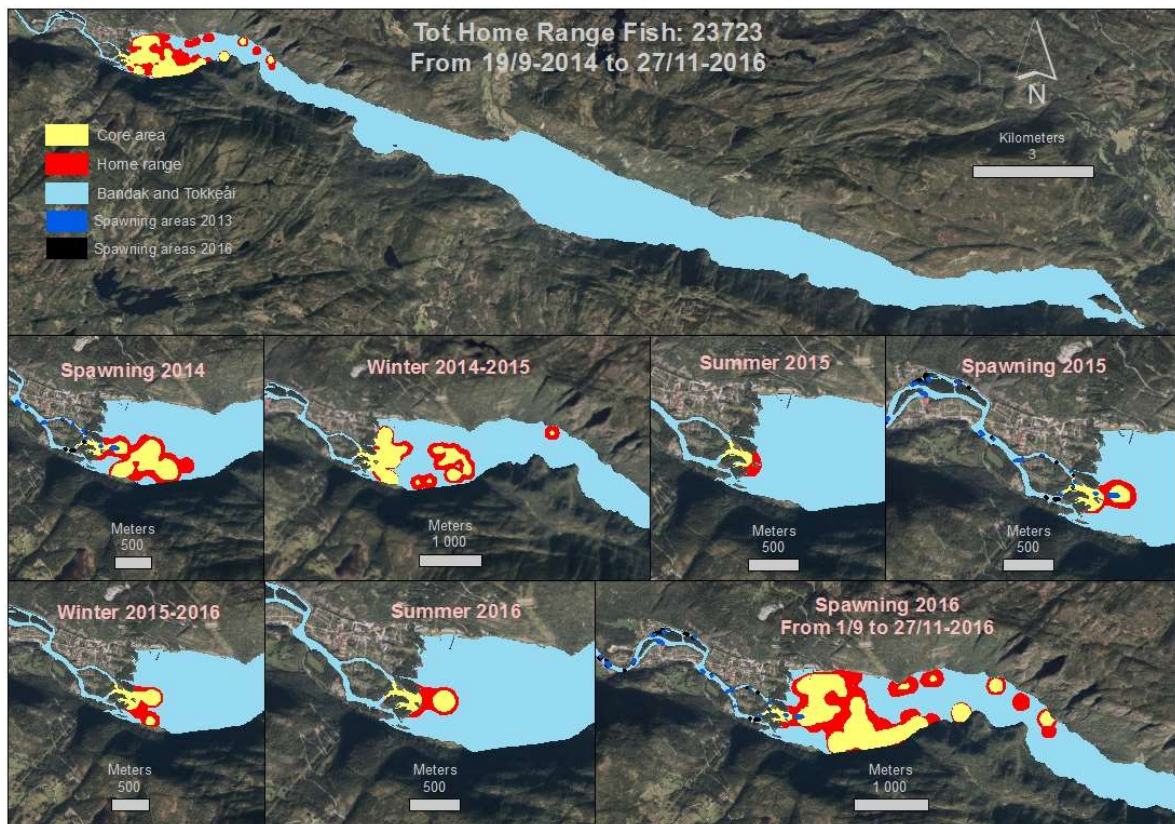 Tot Home Range Fish: 23723
From 19/9-2014 to 27/11-2016
N
Kilometers
3
Core area
Home range
Bandak and Tokkeåi
Spawning areas 2013
Spawning areas 2016
Spawning 2014
Meters
500
Winter 2014-2015
Meters
1 000
Summer 2015
Meters
500
Spawning 2015
Meters
500
Winter 2015-2016
Meters
500
Summer 2016
Meters
500
Spawning 2016
From 1/9 to 27/11-2016
Meters
1 000